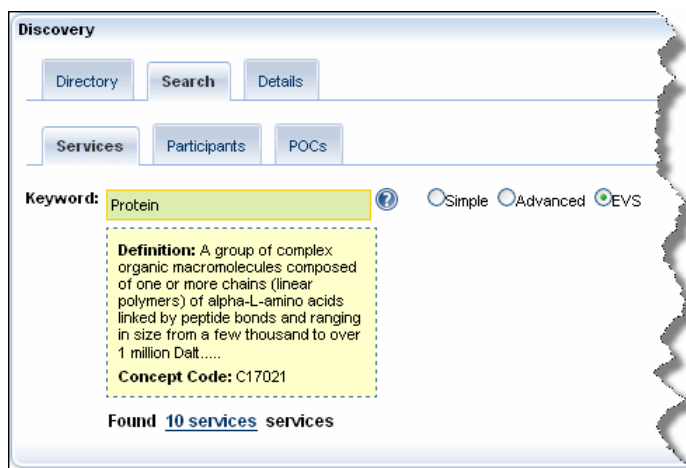 Discovery
Directory Search Details
Services Participants POCs
Keyword: Protein ? Simple Advanced EVS
Definition: A group of complex
organic macromolecules composed
of one or more chains (linear
polymers) of alpha-L-amino acids
linked by peptide bonds and ranging
in size from a few thousand to over
1 million Dalt.....
Concept Code: C17021
Found 10 services services